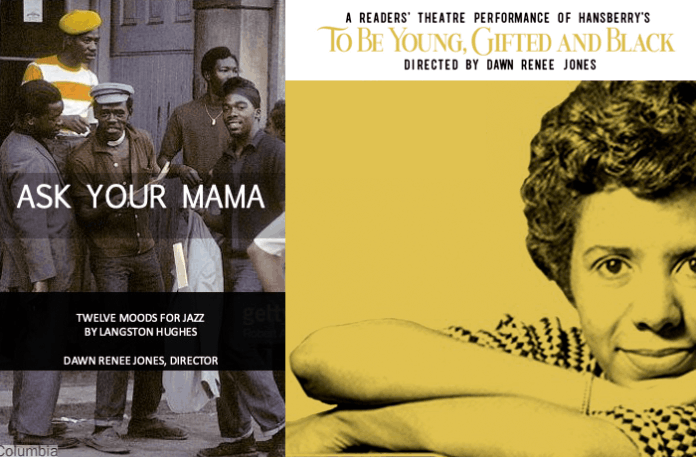 ASK YOUR MAMA
TWELVE MOODS FOR JAZZ
BY LANGSTON HUGHES
DAWN RENEE JONES, DIRECTOR
Columbia
A READERS' THEATRE PERFORMANCE OF HANSBERRY'S
TO BE YOUNG, GIFTED AND BLACK
DIRECTED BY DAWN RENEE JONES